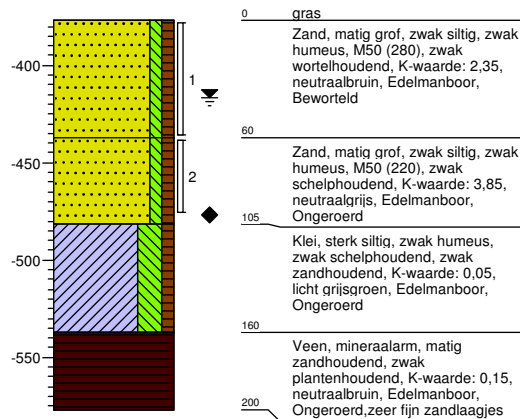 0 gras
Zand, matig grof, zwak siltig, zwak
humeus, M50 (280), zwak
wortelhoudend, K-waarde: 2,35,
neutraalbruin, Edelmanboor,
Beworteld
-400
1
60
Zand, matig grof, zwak siltig, zwak
humeus, M50 (220), zwak
schelphoudend, K-waarde: 3,85,
neutraalgrijs, Edelmanboor,
Ongeroerd
-450
2
105
Klei, sterk siltig, zwak humeus,
zwak schelphoudend, zwak
zandhoudend, K-waarde: 0,05,
licht grijsgroen, Edelmanboor,
Ongeroerd
-500
160
Veen, mineraalarm, matig
zandhoudend, zwak
plantenhoudend, K-waarde: 0,15,
neutraalbruin, Edelmanboor,
Ongeroerd,zeer fijn zandlaagjes
-550
200